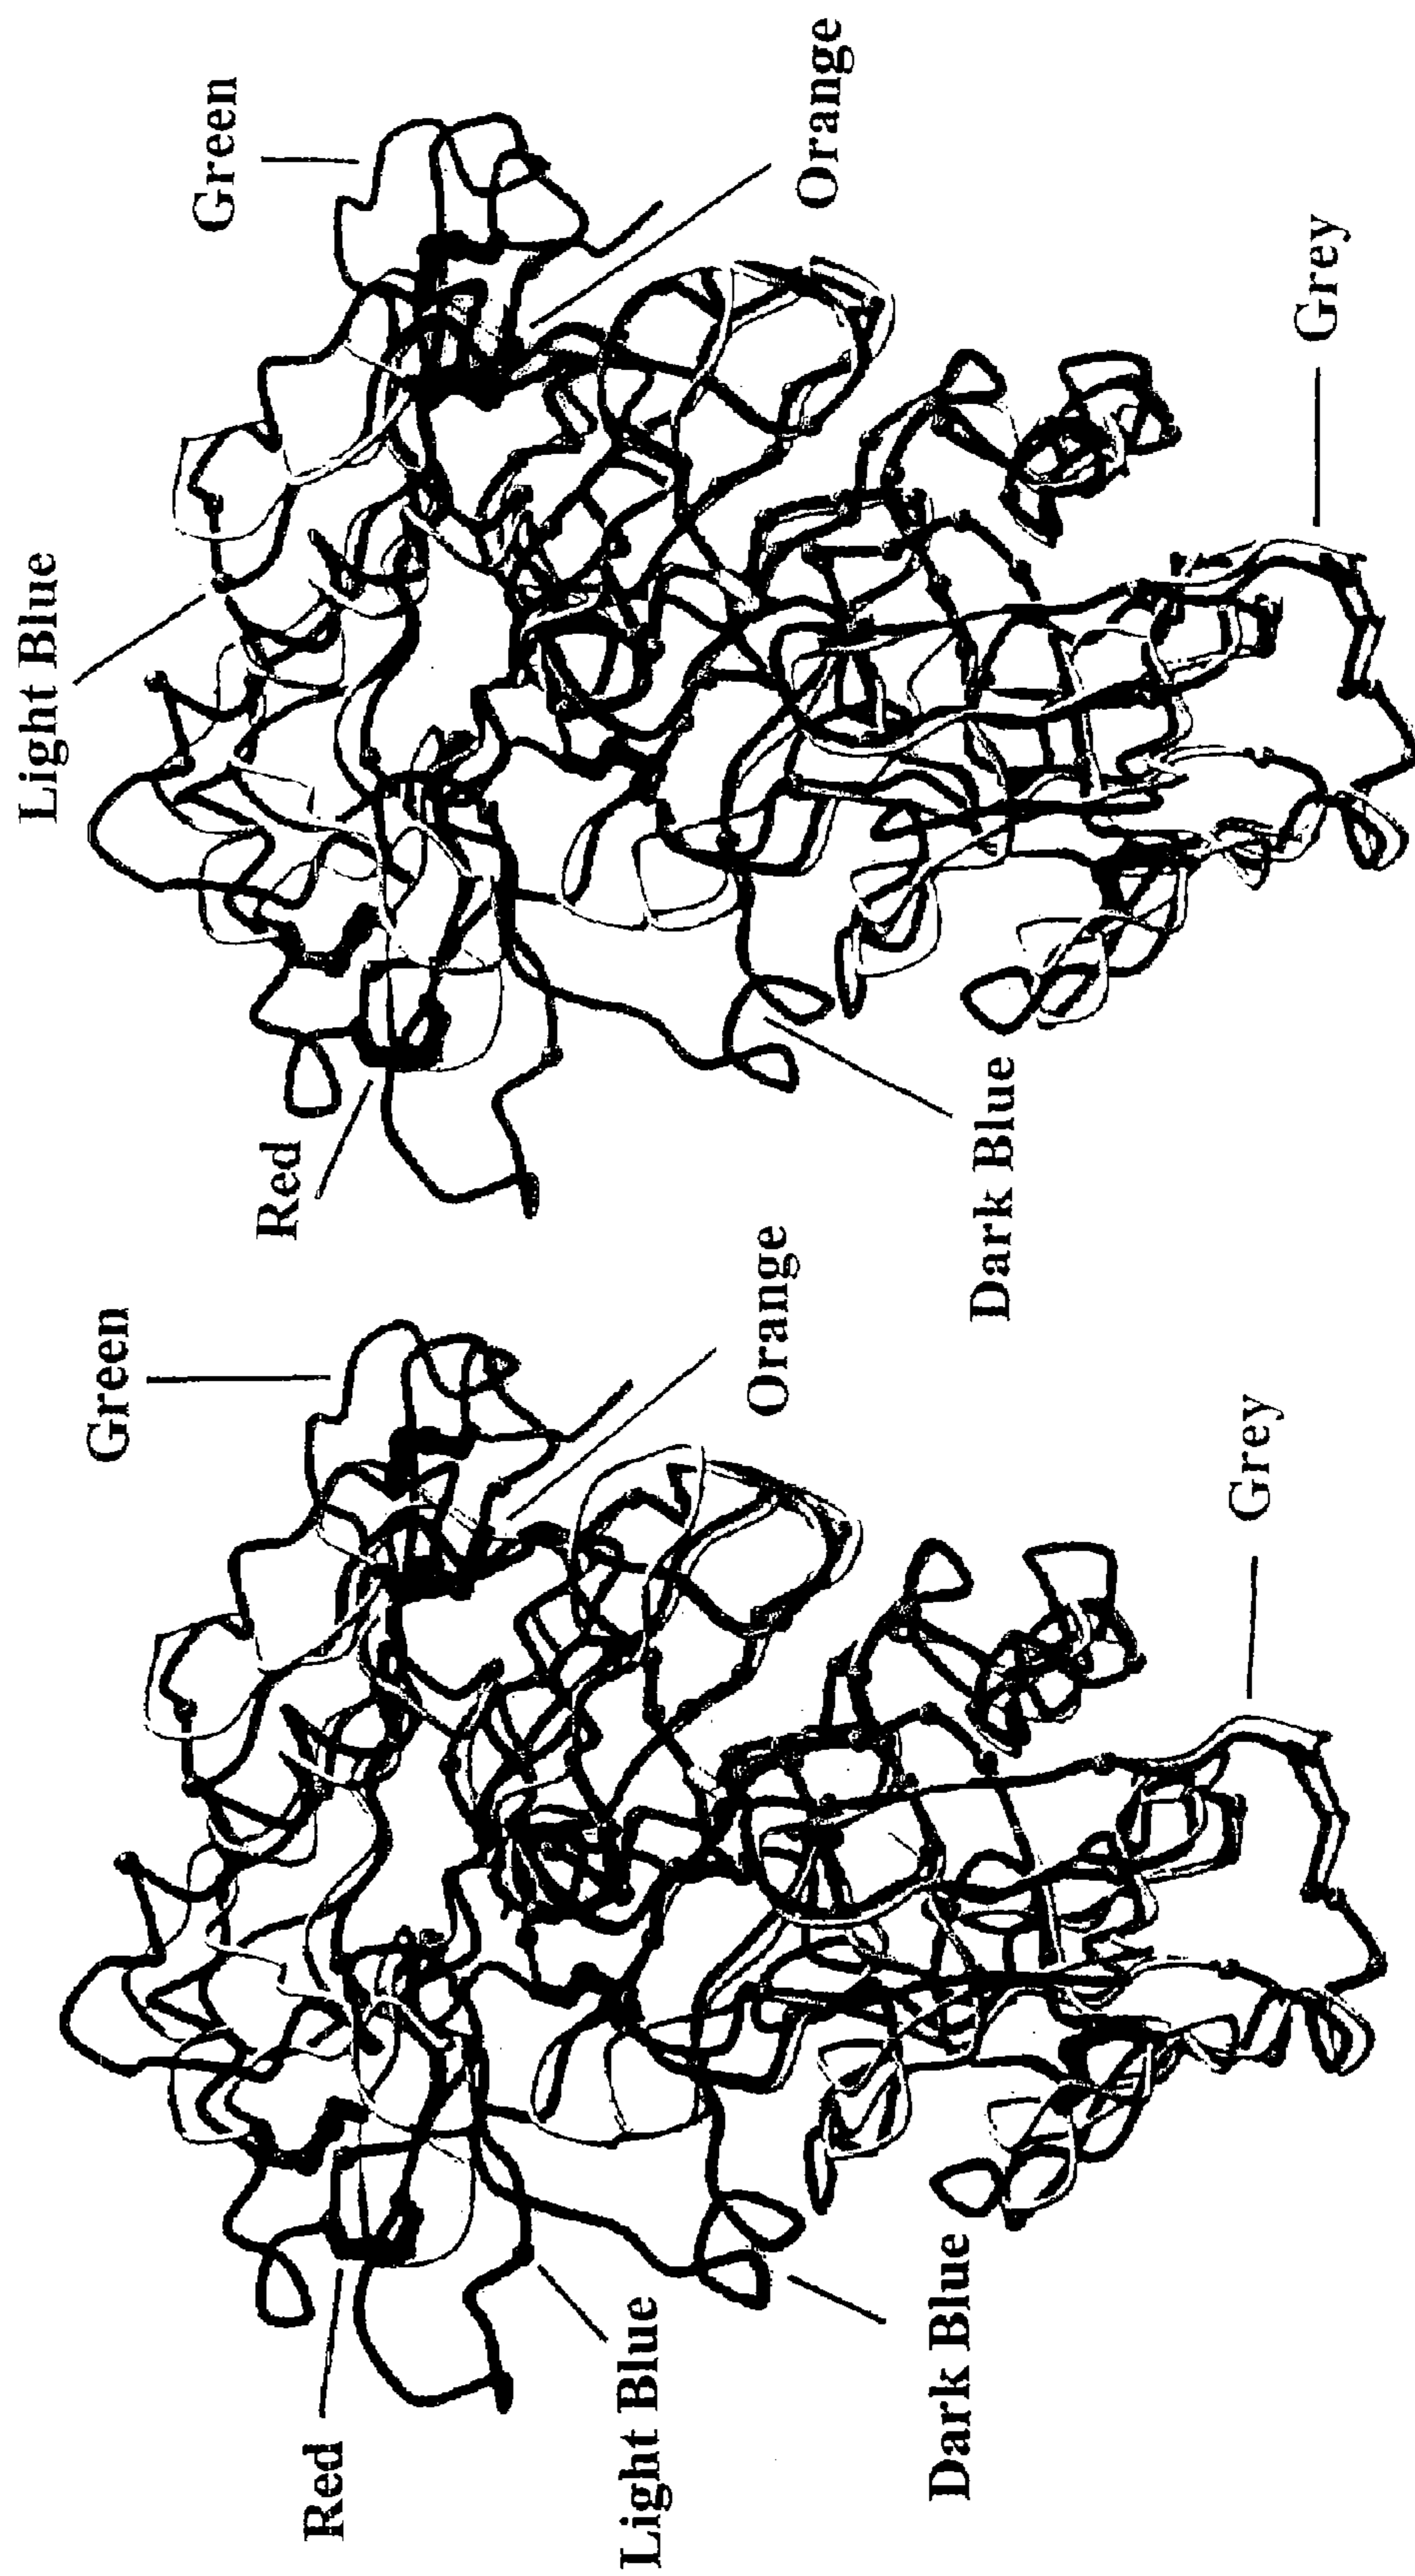 Green
Orange
Light Blue
Grey
Red
Dark Blue
Green
Orange
Grey
Red
Light Blue
Dark Blue